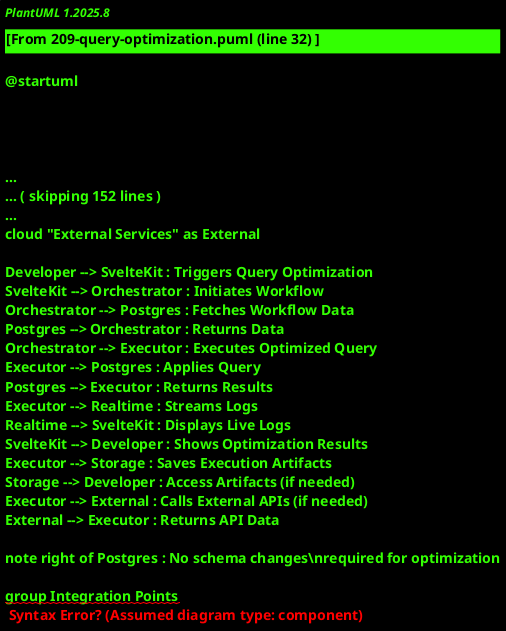 PlantUML 1.2025.8
[From 209-query-optimization.puml (line 32) ]
@startuml
...
... ( skipping 152 lines )
...
cloud "External Services" as External
Developer --> SvelteKit : Triggers Query Optimization
SvelteKit --> Orchestrator : Initiates Workflow
Orchestrator --> Postgres : Fetches Workflow Data
Postgres --> Orchestrator : Returns Data
Orchestrator --> Executor : Executes Optimized Query
Executor --> Postgres : Applies Query
Postgres --> Executor : Returns Results
Executor --> Realtime : Streams Logs
Realtime --> SvelteKit : Displays Live Logs
SvelteKit --> Developer : Shows Optimization Results
Executor --> Storage : Saves Execution Artifacts
Storage --> Developer : Access Artifacts (if needed)
Executor --> External : Calls External APIs (if needed)
External --> Executor : Returns API Data
note right of Postgres : No schema changes\nrequired for optimization
group Integration Points
Syntax Error? (Assumed diagram type: component)